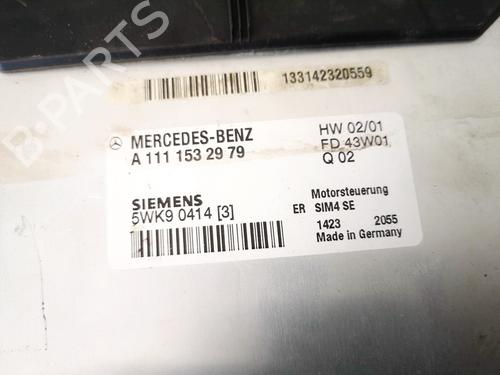 133142320559
MERCEDES-BENZ HW 02/01
A 111 153 29 79 FD 43W01
Q 02
SIEMENS Motorsteuerung
5WK9 0414 [3] ER SIM4 SE
1423 2055
Made in Germany
B-PARTS